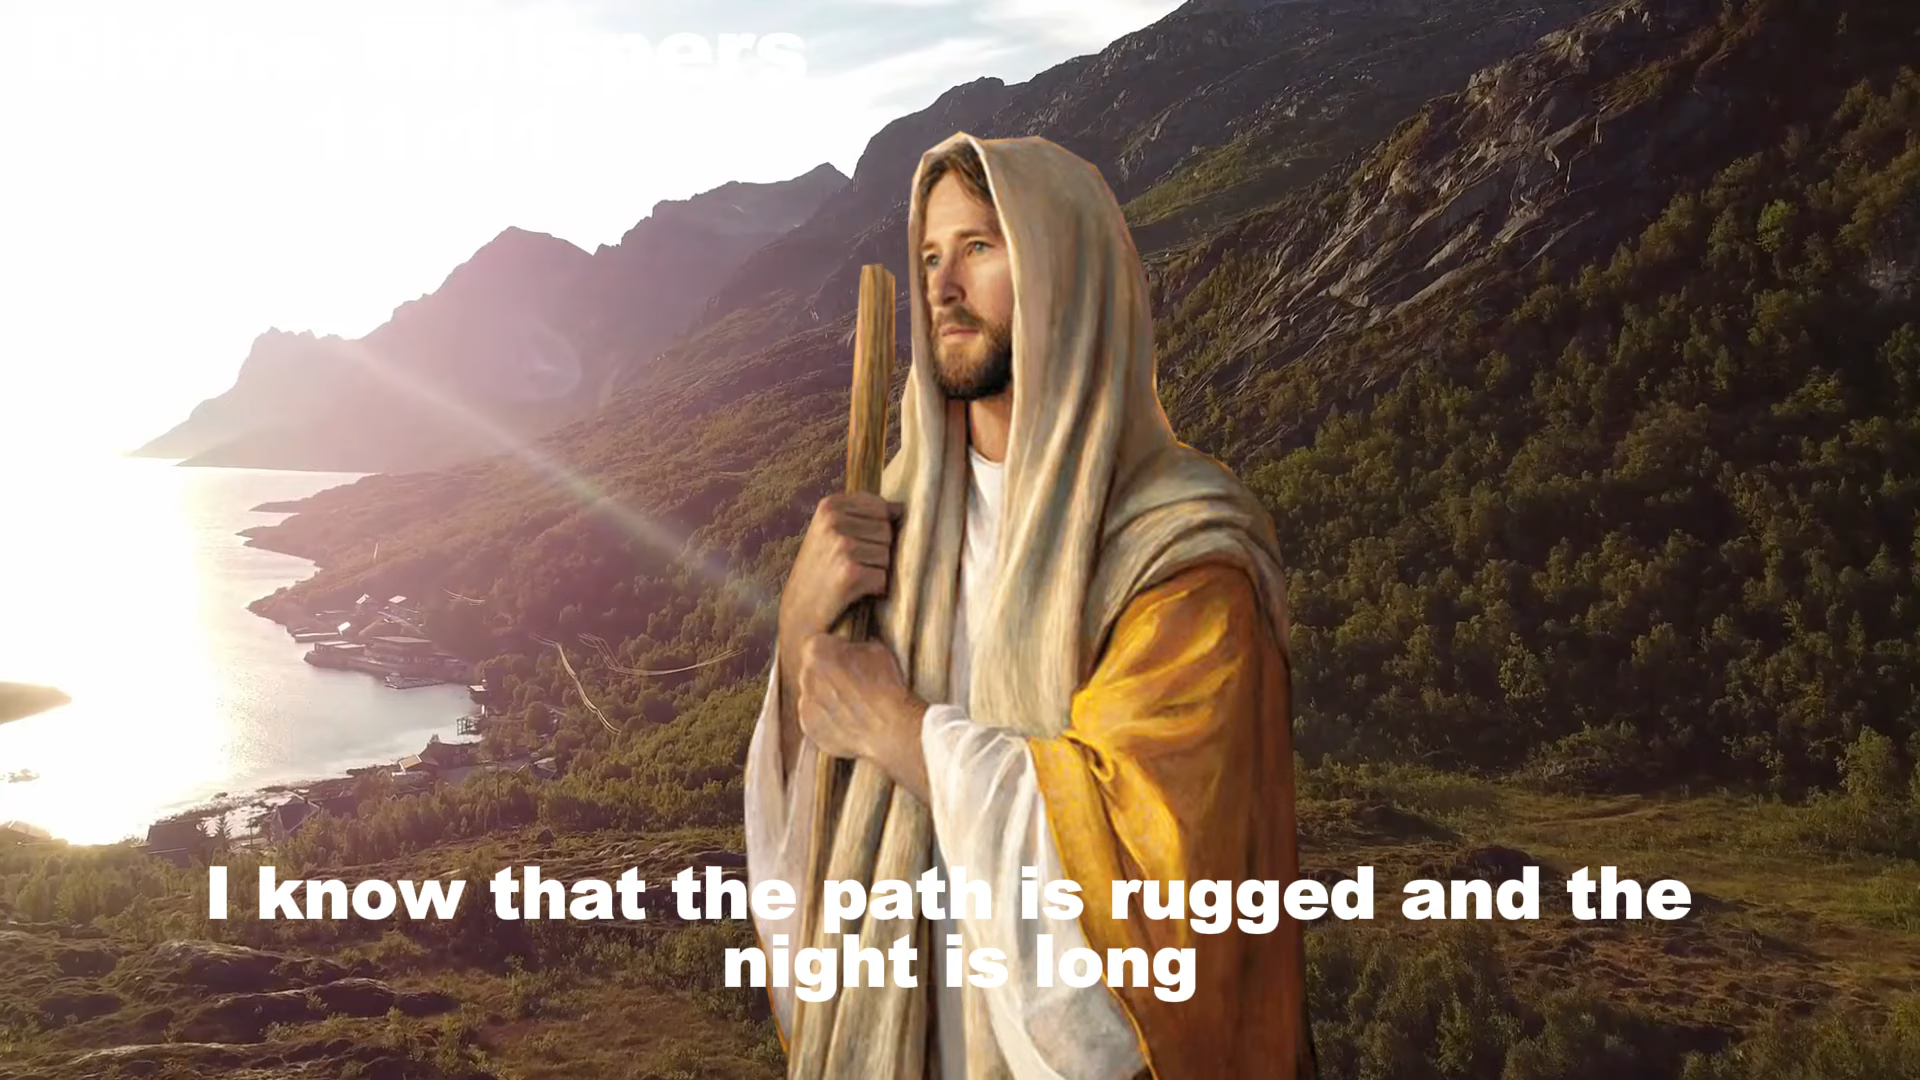 I know that the path is rugged and the
night is long